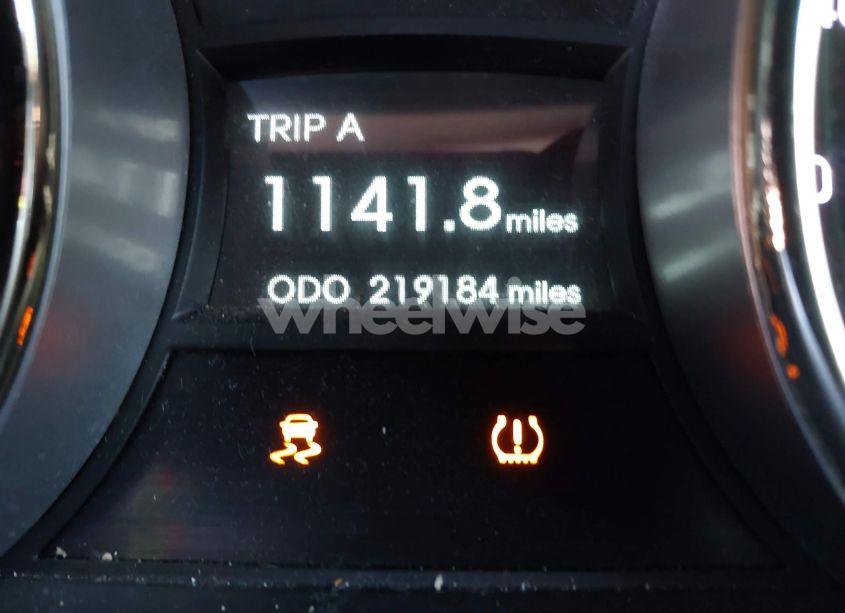 TRIP A
1141.8 miles
ODO 219184 miles
wheelwise